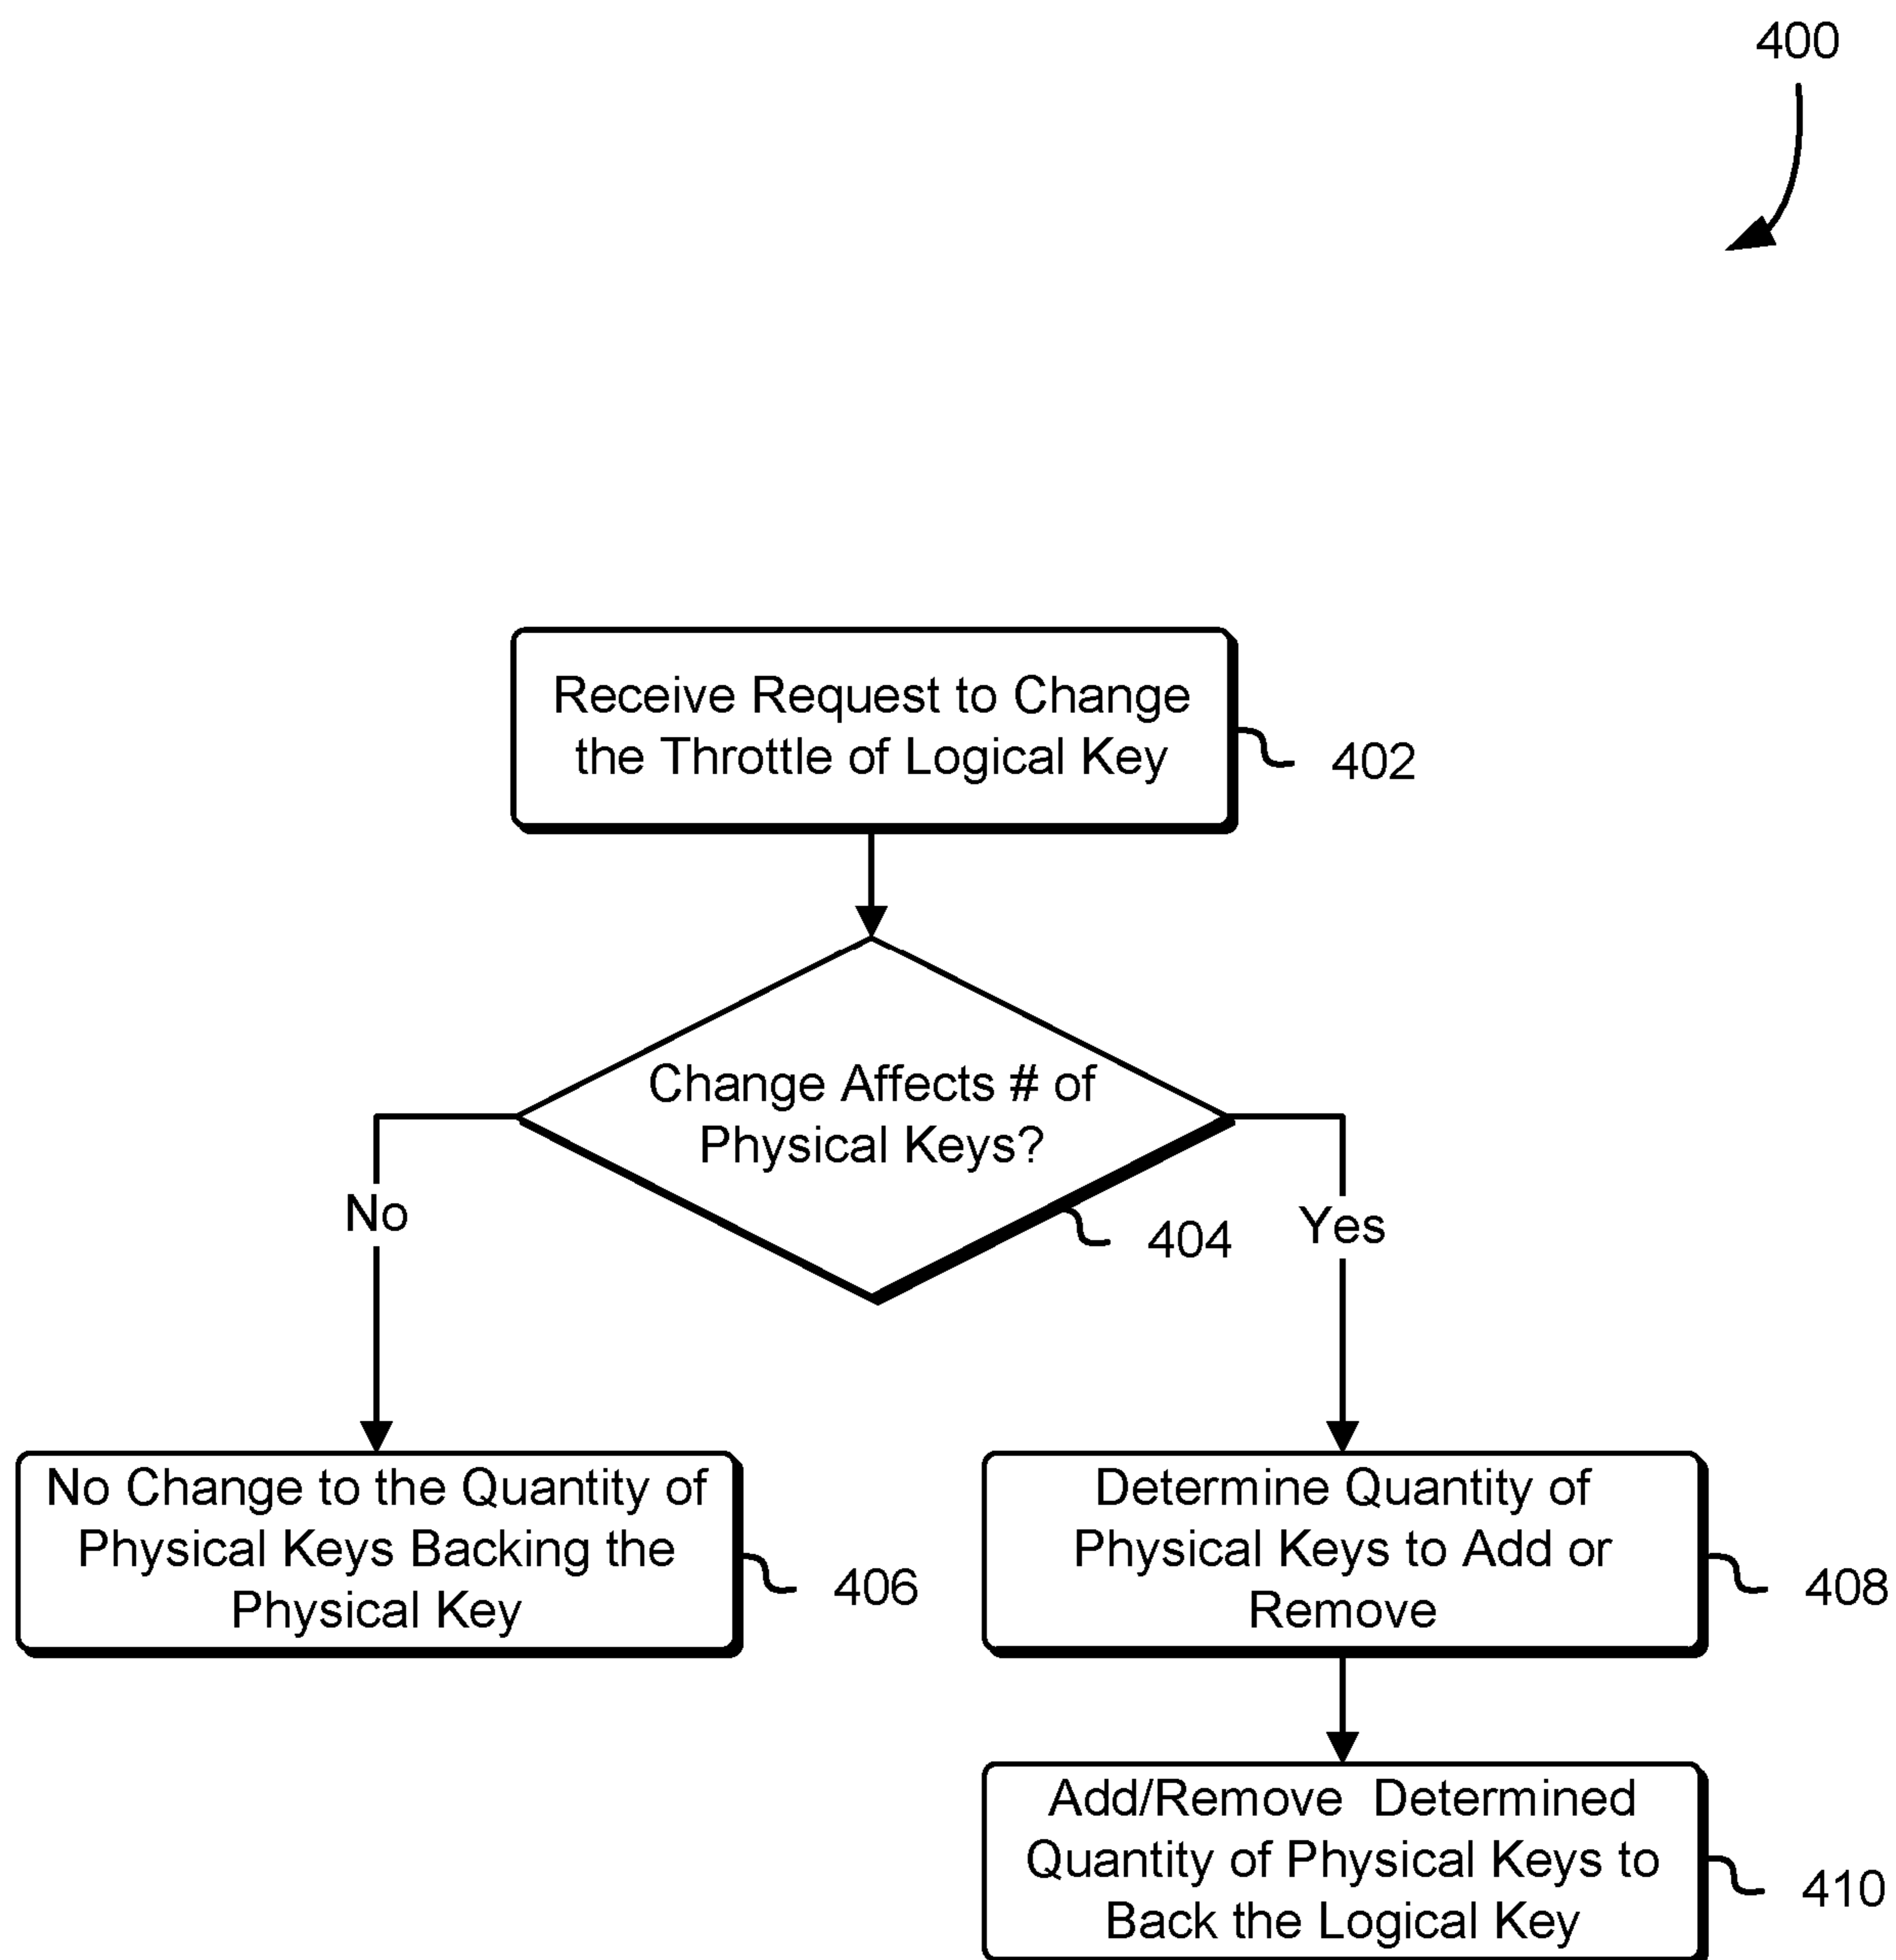 400
Receive Request to Change
the Throttle of Logical Key
402
Change Affects # of
Physical Keys?
404
No
Yes
No Change to the Quantity of
Physical Keys Backing the
Physical Key
406
Determine Quantity of
Physical Keys to Add or
Remove
408
Add/Remove  Determined
Quantity of Physical Keys to
Back the Logical Key
410